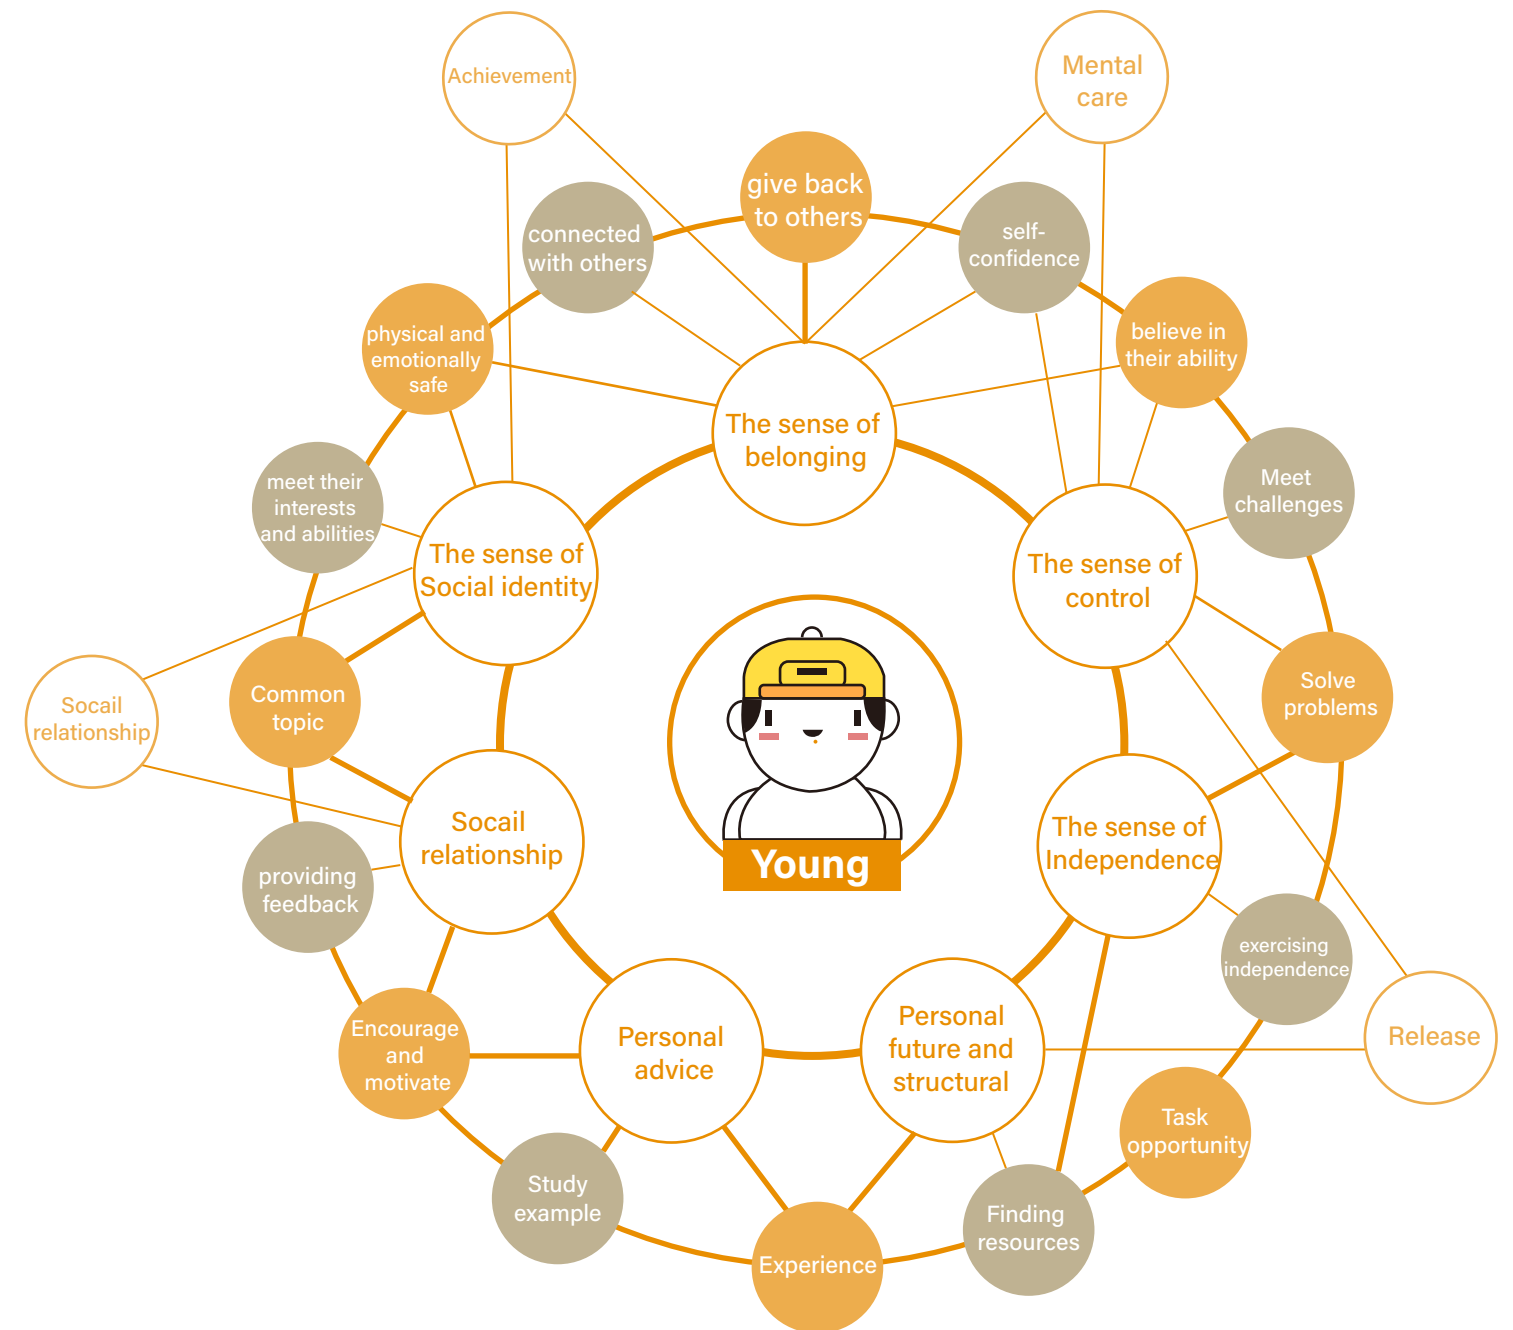 Achievement
Mental
care
give back
to others
connected
with others
self-
confidence
physical and
emotionally
safe
believe in
their ability
The sense of
belonging
meet their
interests
and abilities
Meet
challenges
The sense of
Social identity
The sense of
control
Common
topic
Socail
relationship
Solve
problems
Socail
relationship
The sense of
Independence
Young
providing
feedback
exercising
independence
Encourage
and
motivate
Personal
advice
Personal
future and
structural
Release
Task
opportunity
Study
example
Finding
resources
Experience